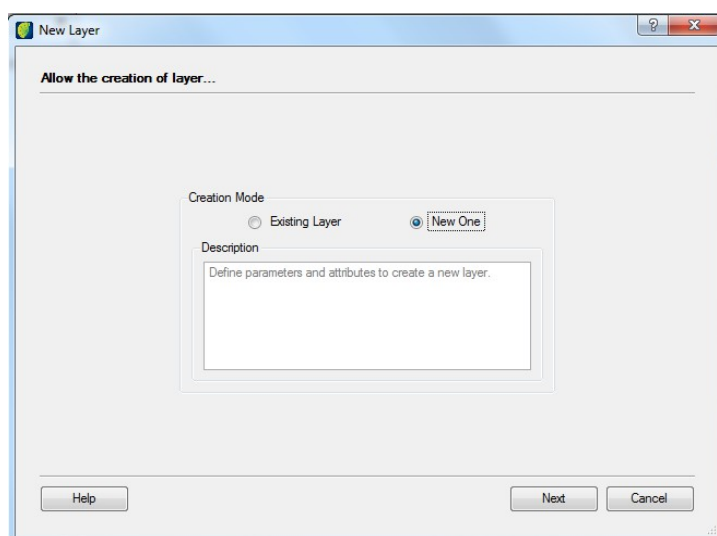 New Layer
Allow the creation of layer...
Creation Mode
Existing Layer New One
Description
Define parameters and attributes to create a new layer.
Help Next Cancel